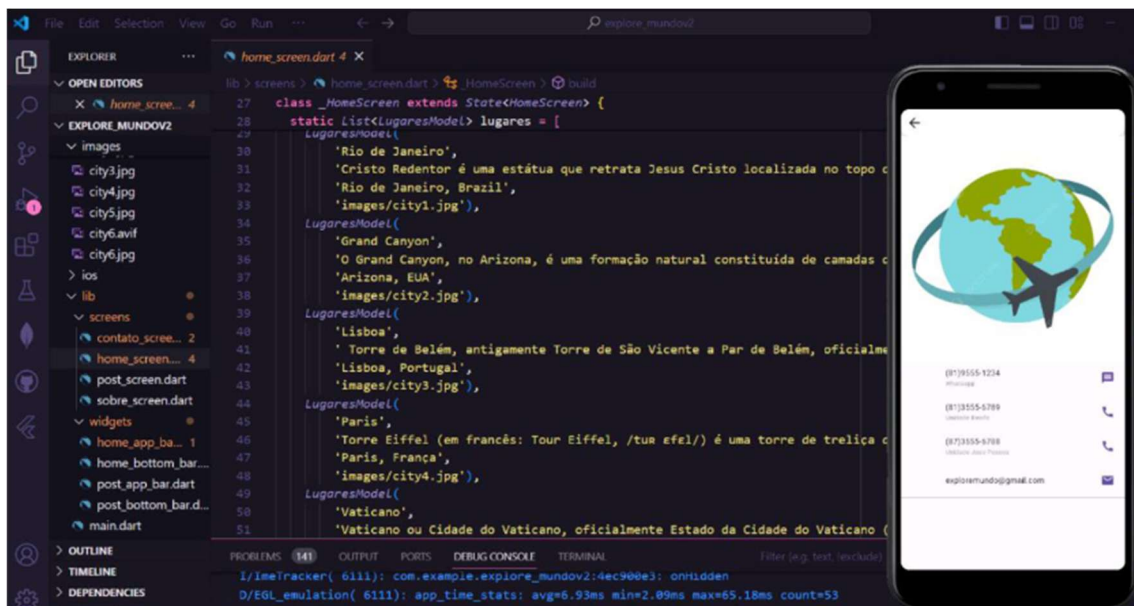 File Edit Selection View Go Run ...
explore_mundov2
EXPLORER ...
OPEN EDITORS
home_scree... 4
EXPLORE_MUNDOV2
images
city3.jpg
city4.jpg
city5.jpg
city6.avif
city6.jpg
ios
lib
screens
contato_scree... 2
home_screen.... 4
post_screen.dart
sobre_screen.dart
widgets
home_app_ba... 1
home_bottom_bar....
post_app_bar.dart
post_bottom_bar.d...
main.dart
OUTLINE
TIMELINE
DEPENDENCIES
1
home_screen.dart 4
lib > screens > home_screen.dart > _HomeScreen > build
27 class _HomeScreen extends State<HomeScreen> {
28 static List<LugaresModel> lugares = [
29 LugaresModel(
30 'Rio de Janeiro',
31 'Cristo Redentor é uma estátua que retrata Jesus Cristo localizada no topo
32 'Rio de Janeiro, Brazil',
33 'images/city1.jpg'),
34 LugaresModel(
35 'Grand Canyon',
36 'O Grand Canyon, no Arizona, é uma formação natural constituída de camadas
37 'Arizona, EUA',
38 'images/city2.jpg'),
39 LugaresModel(
40 'Lisboa',
41 ' Torre de Belém, antigamente Torre de São Vicente a Par de Belém, oficialme
42 'Lisboa, Portugal',
43 'images/city3.jpg'),
44 LugaresModel(
45 'Paris',
46 'Torre Eiffel (em francês: Tour Eiffel, /tuʀ ɛfɛl/) é uma torre de treliça
47 'Paris, França',
48 'images/city4.jpg'),
49 LugaresModel(
50 'Vaticano',
51 'Vaticano ou Cidade do Vaticano, oficialmente Estado da Cidade do Vaticano (
PROBLEMS 141 OUTPUT PORTS DEBUG CONSOLE TERMINAL Filter (e.g. text, !exclude)
I/ImeTracker( 6111): com.example.explore_mundov2:4ec900e3: onHidden
D/EGL_emulation( 6111): app_time_stats: avg=6.93ms min=2.09ms max=65.18ms count=53
(81)9555-1234
Whatsapp
(81)3555-6789
(87)3555-6788
exploremundo@gmail.com